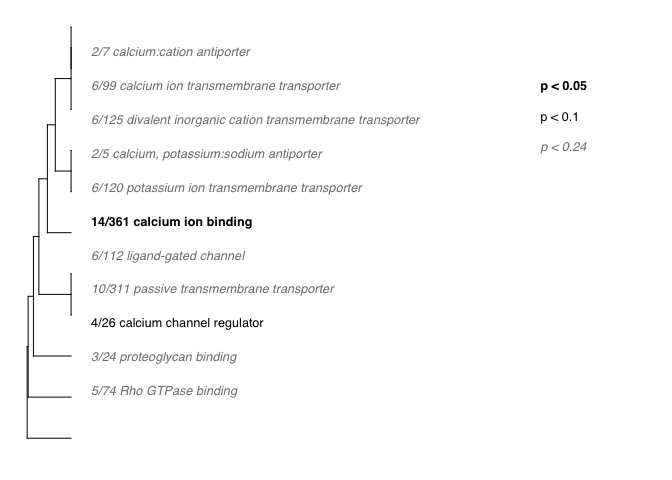 2/7 calcium:cation antiporter
6/99 calcium ion transmembrane transporter
p < 0.05
6/125 divalent inorganic cation transmembrane transporter
p < 0.1
2/5 calcium, potassium:sodium antiporter
p < 0.24
6/120 potassium ion transmembrane transporter
14/361 calcium ion binding
6/112 ligand-gated channel
10/311 passive transmembrane transporter
4/26 calcium channel regulator
3/24 proteoglycan binding
5/74 Rho GTPase binding